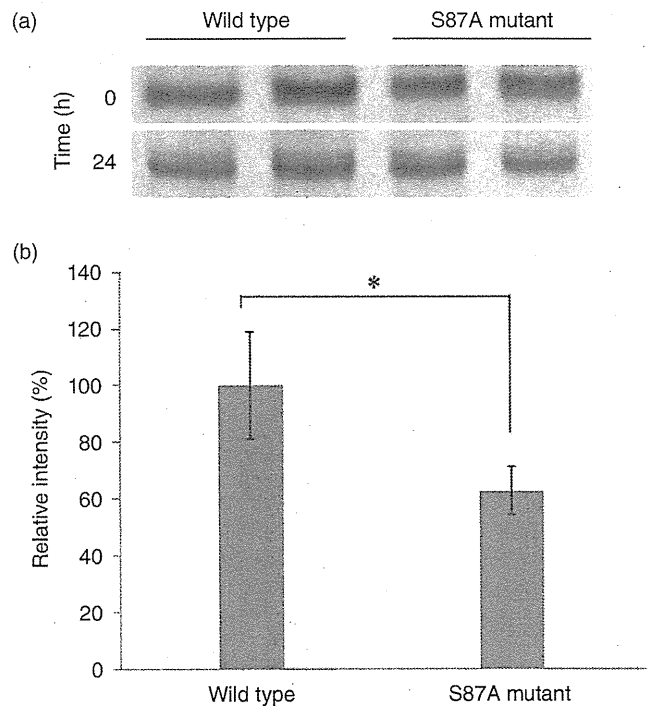 (a)
Wild type
S87A mutant
Time (h)
0
24
(b)
Relative intensity (%)
140
120
100
80
60
40
20
0
*
Wild type
S87A mutant